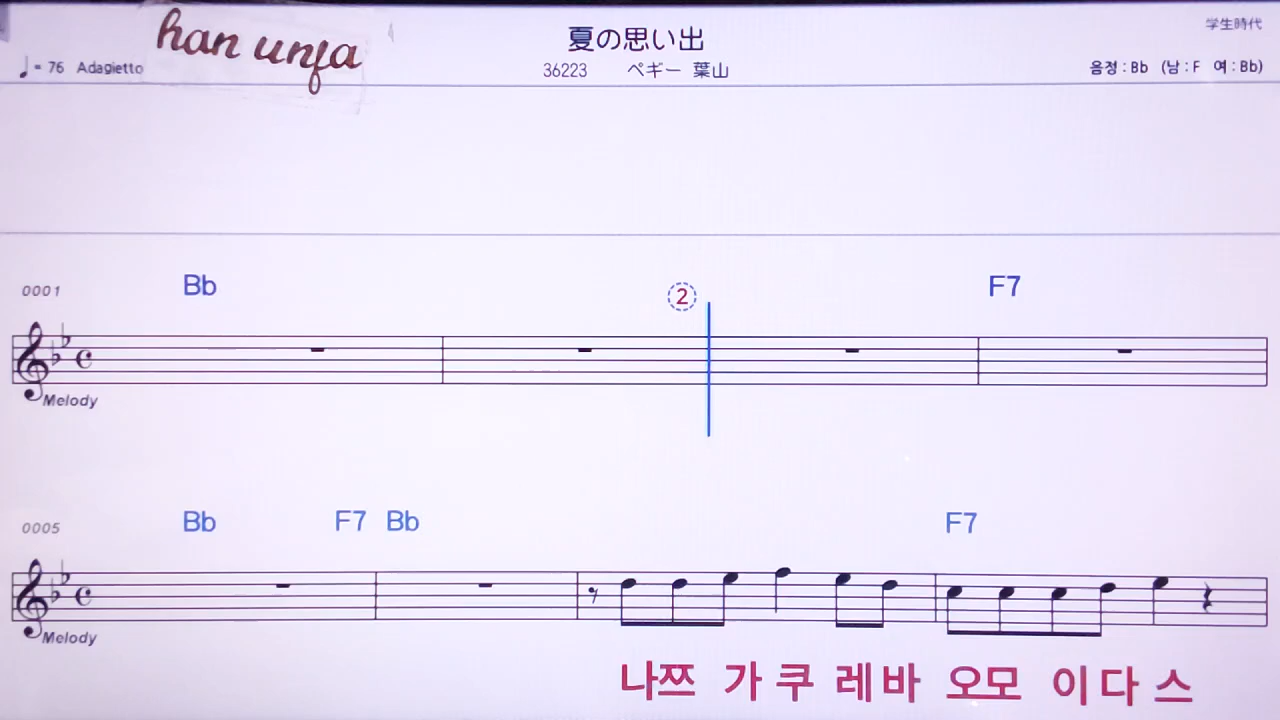 han unfa
夏の思い出
学生時代
♩= 76 Adagietto
36223 ペギー 葉山
음정 : Bb (남 : F 여 : Bb)
0001 Bb ② F7
Melody
0005 Bb F7 Bb F7
Melody
나쯔 가 쿠 레바 오모 이다 스